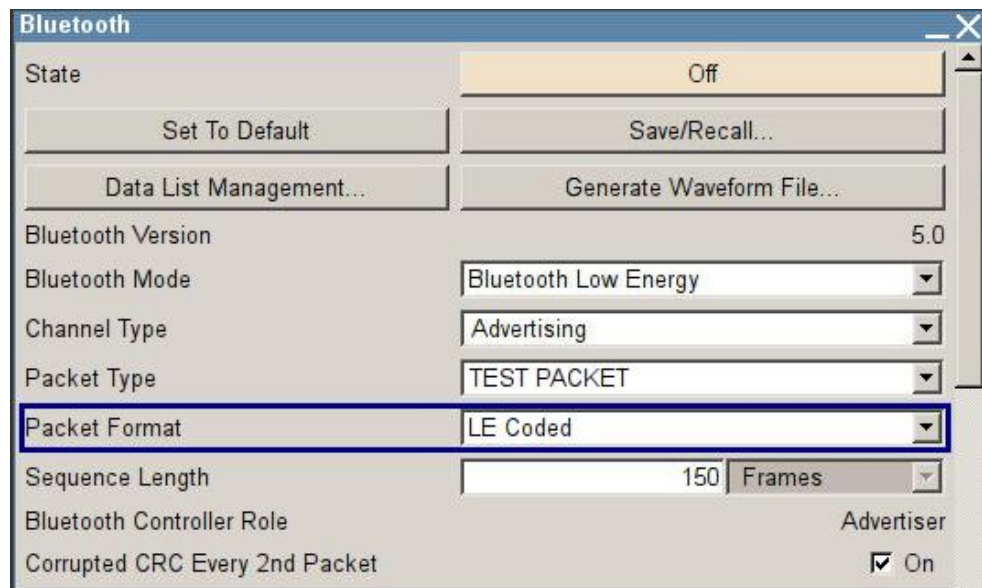 Bluetooth
State Off
Set To Default Save/Recall...
Data List Management... Generate Waveform File...
Bluetooth Version 5.0
Bluetooth Mode Bluetooth Low Energy
Channel Type Advertising
Packet Type TEST PACKET
Packet Format LE Coded
Sequence Length 150 Frames
Bluetooth Controller Role Advertiser
Corrupted CRC Every 2nd Packet On